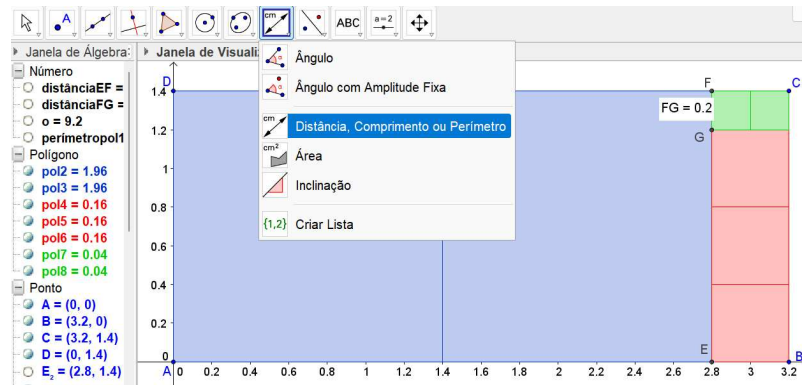 ABC
a=2
Janela de Álgebra:
Janela de Visuali
Número
distânciaEF =
distânciaFG =
o = 9.2
perímetropol1
Polígono
pol2 = 1.96
pol3 = 1.96
pol4 = 0.16
pol5 = 0.16
pol6 = 0.16
pol7 = 0.04
pol8 = 0.04
Ponto
A = (0, 0)
B = (3.2, 0)
C = (3.2, 1.4)
D = (0, 1.4)
E₂ = (2.8, 1.4)
cm
Ângulo
Ângulo com Amplitude Fixa
cm
Distância, Comprimento ou Perímetro
cm²
Área
Inclinação
{1,2}
Criar Lista
D
F
C
FG = 0.2
G
E
A
B
1.4
1.2
1
0.8
0.6
0.4
0.2
0
0 0.2 0.4 0.6 0.8 1 1.2 1.4 1.6 1.8 2 2.2 2.4 2.6 2.8 3 3.2